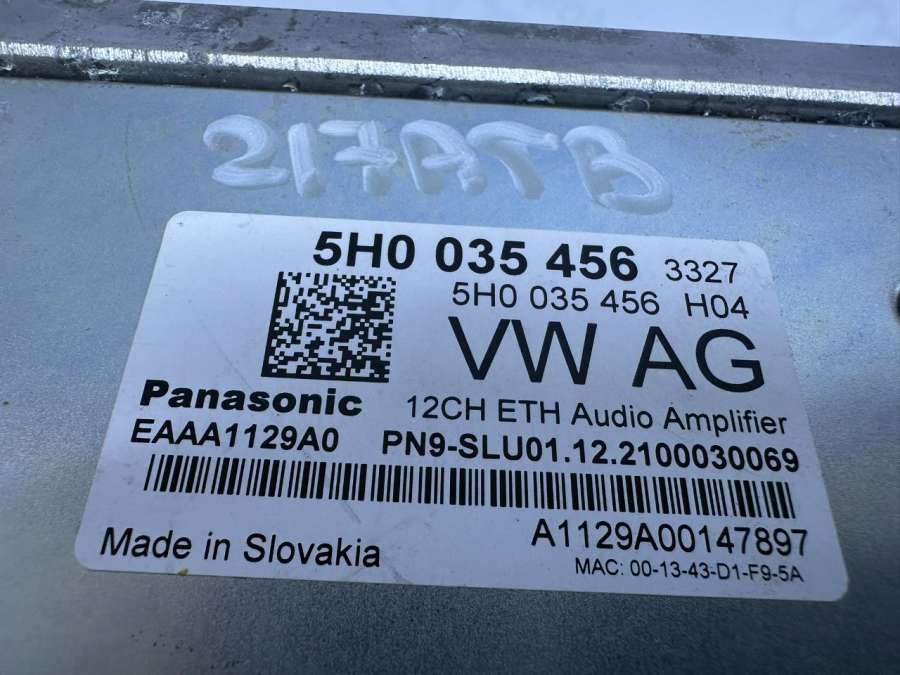 217ATB
5H0 035 456 3327
5H0 035 456 H04
VW AG
Panasonic 12CH ETH Audio Amplifier
EAAA1129A0 PN9-SLU01.12.2100030069
A1129A00147897
Made in Slovakia
MAC: 00-13-43-D1-F9-5A